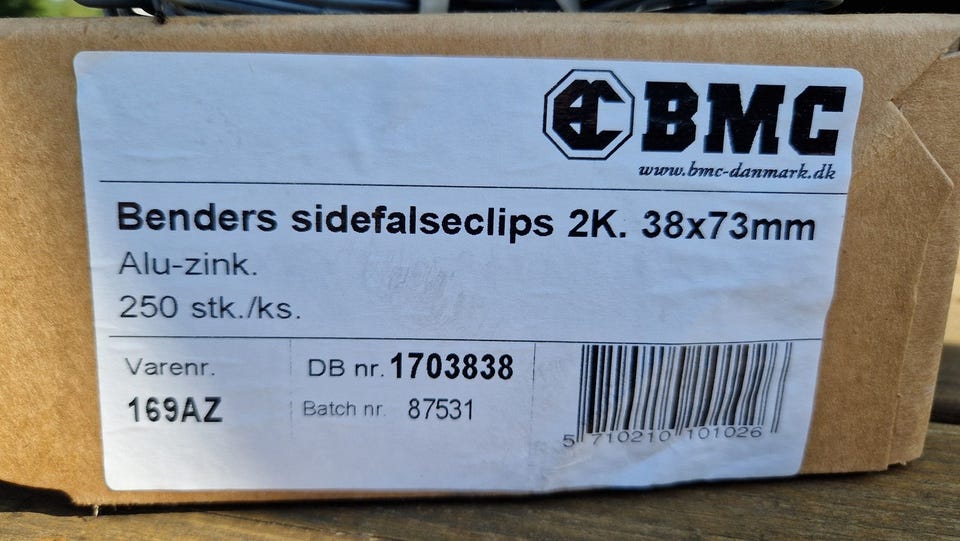 BMC
www.bmc-danmark.dk
Benders sidefalseclips 2K. 38x73mm
Alu-zink.
250 stk./ks.
Varenr.
169AZ
DB nr. 1703838
Batch nr. 87531
5 710210 101026